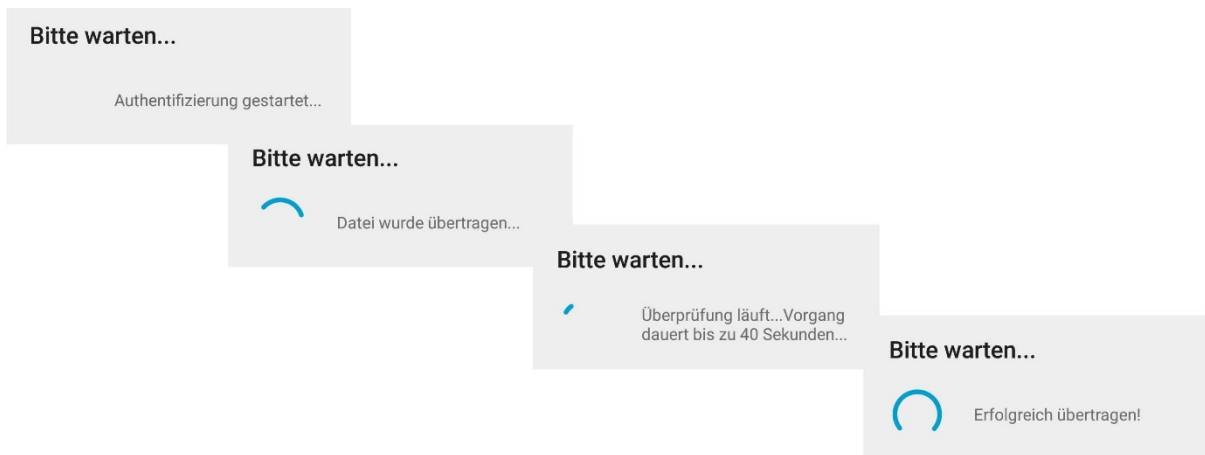 Bitte warten...
Authentifizierung gestartet...
Bitte warten...
Datei wurde übertragen...
Bitte warten...
Überprüfung läuft...Vorgang
dauert bis zu 40 Sekunden...
Bitte warten...
Erfolgreich übertragen!